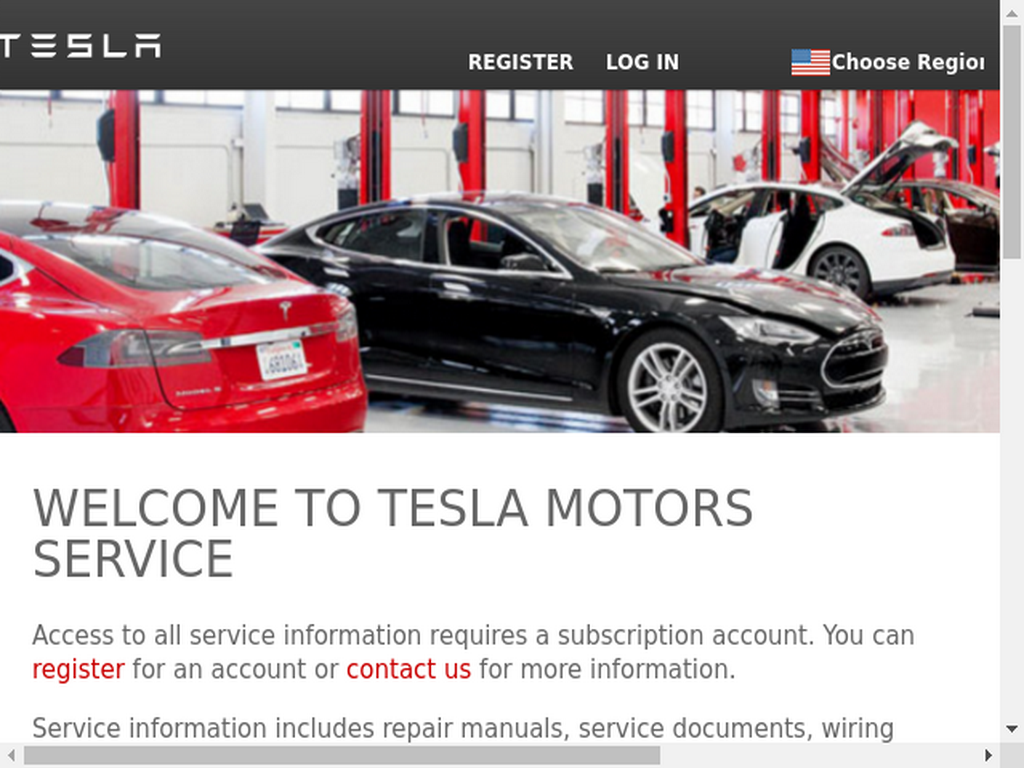 TESLA
REGISTER LOG IN Choose Region
WELCOME TO TESLA MOTORS
SERVICE
Access to all service information requires a subscription account. You can
register for an account or contact us for more information.
Service information includes repair manuals, service documents, wiring